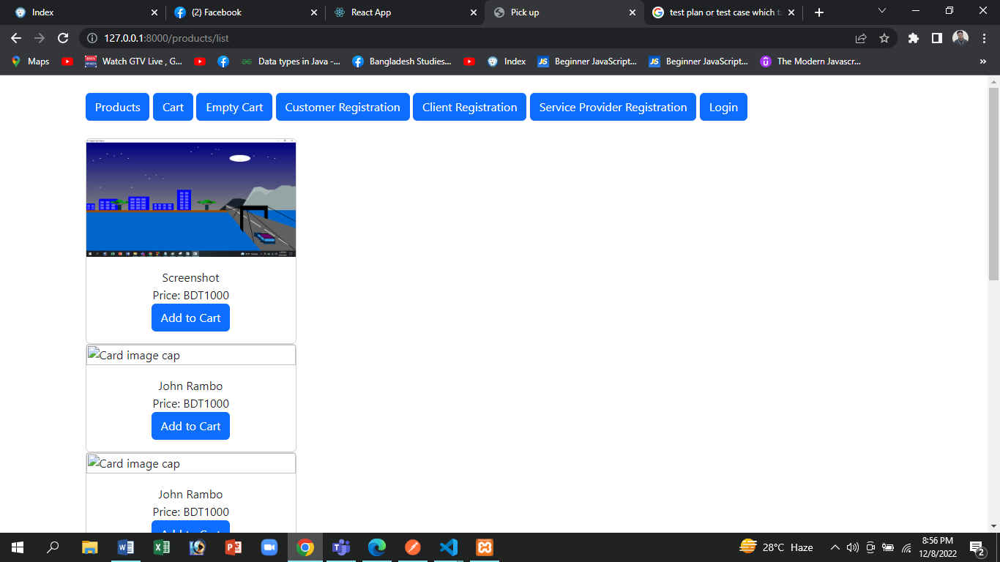 Index
(2) Facebook
React App
Pick up
test plan or test case which t
127.0.0.1:8000/products/list
Maps
Watch GTV Live , G...
Data types in Java -...
Bangladesh Studies...
Index
Beginner JavaScript...
Beginner JavaScript...
The Modern Javascr...
»
Products
Cart
Empty Cart
Customer Registration
Client Registration
Service Provider Registration
Login
Screenshot
Price: BDT1000
Add to Cart
Card image cap
John Rambo
Price: BDT1000
Add to Cart
Card image cap
John Rambo
Price: BDT1000
Add to Cart
28°C Haze
8:56 PM
12/8/2022
2